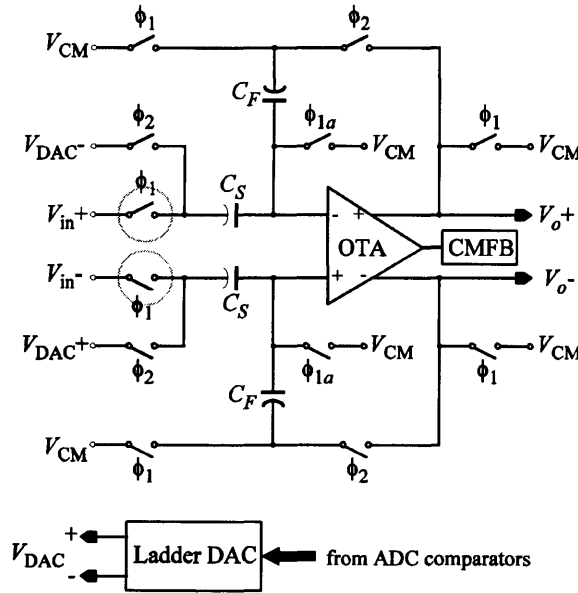 ϕ1
ϕ2
VCM
CF
ϕ2
ϕ1a
ϕ1
VDAC-
VCM
VCM
ϕ1
CS
Vin+
- +
Vo+
OTA
CMFB
Vin-
+ -
Vo-
ϕ1
CS
VDAC+
VCM
VCM
ϕ2
ϕ1a
ϕ1
CF
VCM
ϕ1
ϕ2
+
VDAC
Ladder DAC
from ADC comparators
-